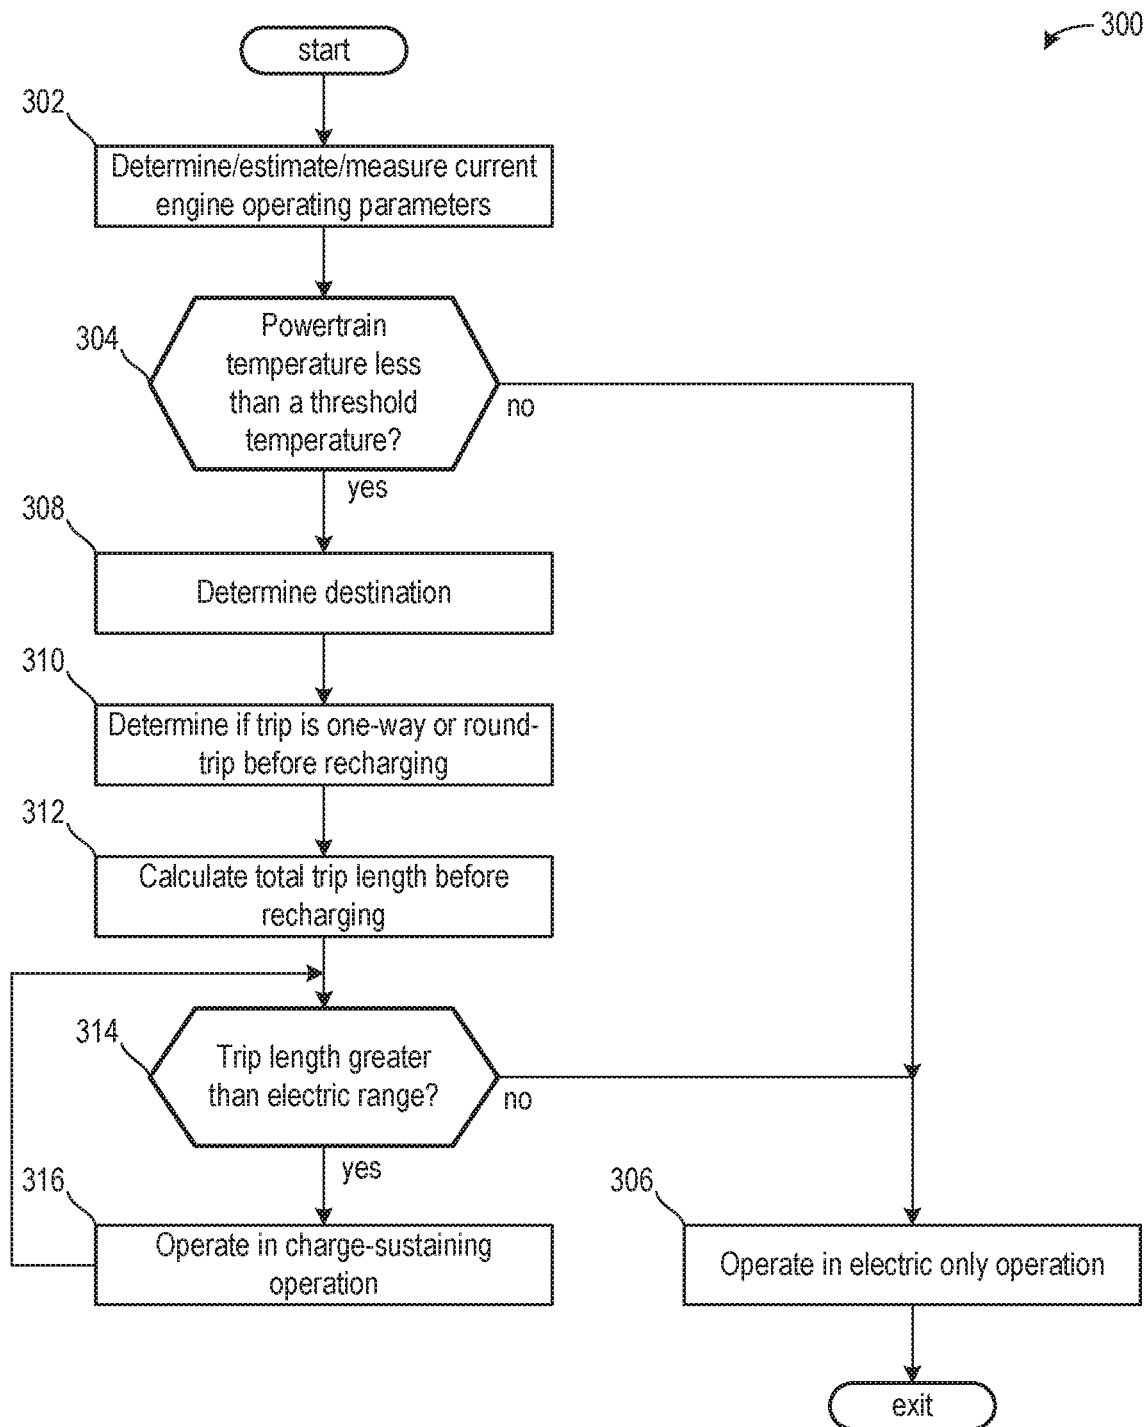 300
start
302
Determine/estimate/measure current
engine operating parameters
304
Powertrain
temperature less
than a threshold
temperature?
no
yes
308
Determine destination
310
Determine if trip is one-way or round-
trip before recharging
312
Calculate total trip length before
recharging
314
Trip length greater
than electric range?
no
yes
316
Operate in charge-sustaining
operation
306
Operate in electric only operation
exit